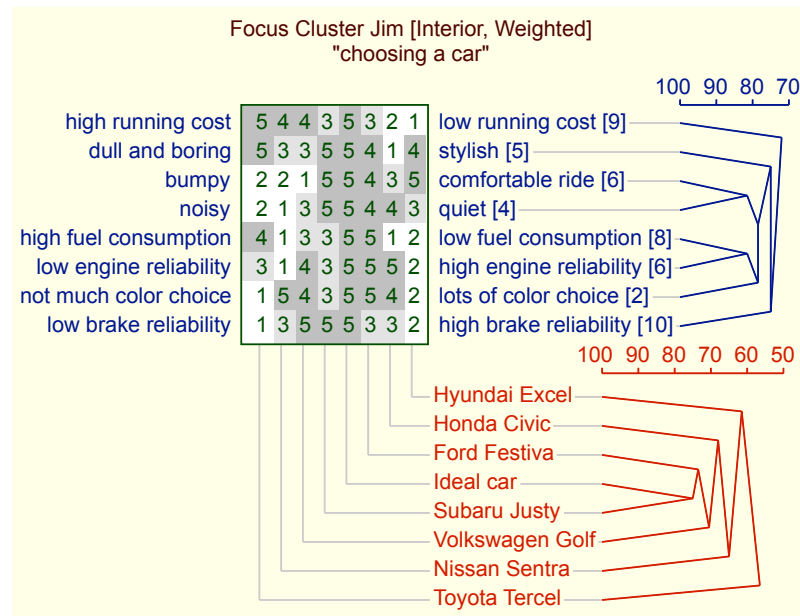 Focus Cluster Jim [Interior, Weighted]
"choosing a car"
100 90 80 70
high running cost 5 4 4 3 5 3 2 1 low running cost [9]
dull and boring 5 3 3 5 5 4 1 4 stylish [5]
bumpy 2 2 1 5 5 4 3 5 comfortable ride [6]
noisy 2 1 3 5 5 4 4 3 quiet [4]
high fuel consumption 4 1 3 3 5 5 1 2 low fuel consumption [8]
low engine reliability 3 1 4 3 5 5 5 2 high engine reliability [6]
not much color choice 1 5 4 3 5 5 4 2 lots of color choice [2]
low brake reliability 1 3 5 5 5 3 3 2 high brake reliability [10]
100 90 80 70 60 50
Hyundai Excel
Honda Civic
Ford Festiva
Ideal car
Subaru Justy
Volkswagen Golf
Nissan Sentra
Toyota Tercel